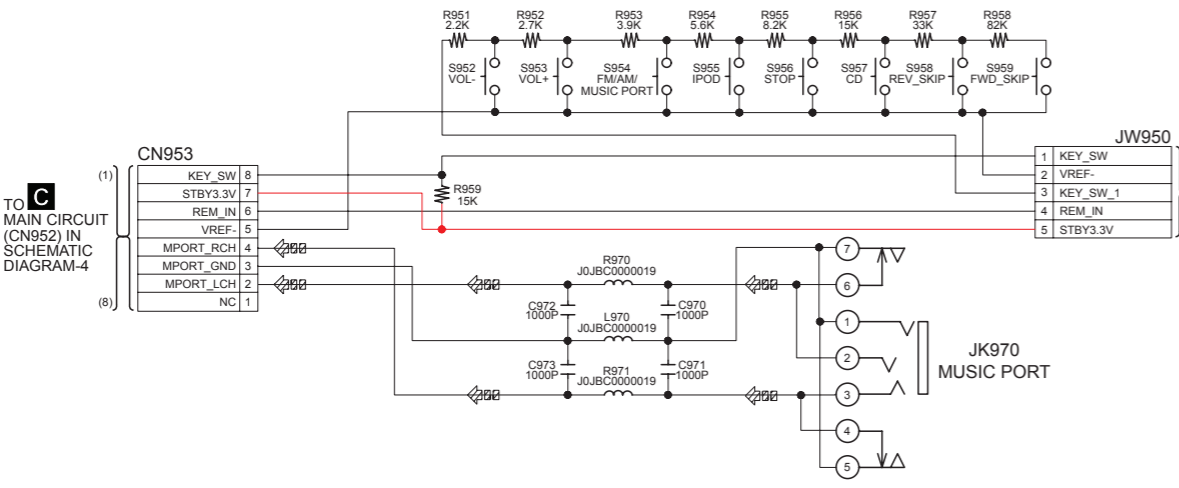 R951 R952 R953 R954 R955 R956 R957 R958
2.2K 2.7K 3.9K 5.6K 8.2K 15K 33K 82K
S952 S953 S954 S955 S956 S957 S958 S959
VOL- VOL+ FM/AM/ IPOD STOP CD REV_SKIP FWD_SKIP
MUSIC PORT
CN953
JW950
(1)
KEY_SW 8
STBY3.3V 7
REM_IN 6
VREF- 5
MPORT_RCH 4
MPORT_GND 3
MPORT_LCH 2
NC 1
(8)
TO C
MAIN CIRCUIT
(CN952) IN
SCHEMATIC
DIAGRAM-4
R959
15K
1 KEY_SW
2 VREF-
3 KEY_SW_1
4 REM_IN
5 STBY3.3V
R970
J0JBC0000019
C972
1000P
C970
1000P
L970
J0JBC0000019
C973
1000P
C971
1000P
R971
J0JBC0000019
7
6
1
2
3
4
5
JK970
MUSIC PORT